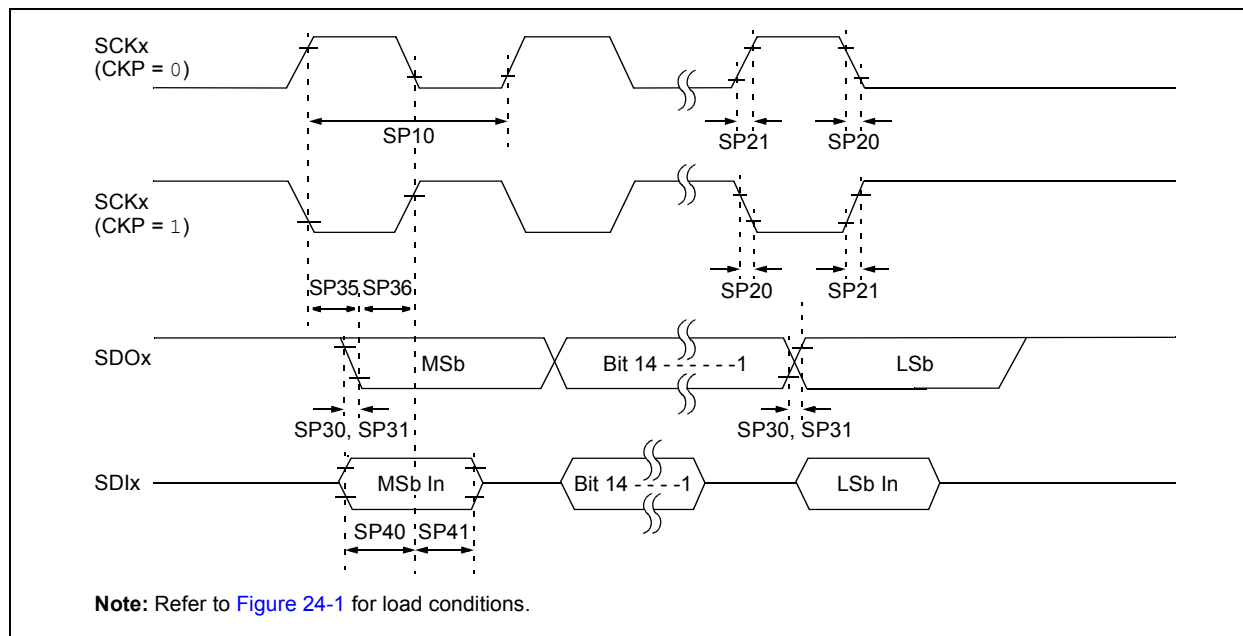 SCKx
(CKP = 0)
SP10
SP21
SP20
SCKx
(CKP = 1)
SP20
SP21
SP35
SP36
SDOx
MSb
Bit 14 - - - - - -1
LSb
SP30, SP31
SP30, SP31
SDIx
MSb In
Bit 14 - - - -1
LSb In
SP40
SP41
Note: Refer to Figure 24-1 for load conditions.